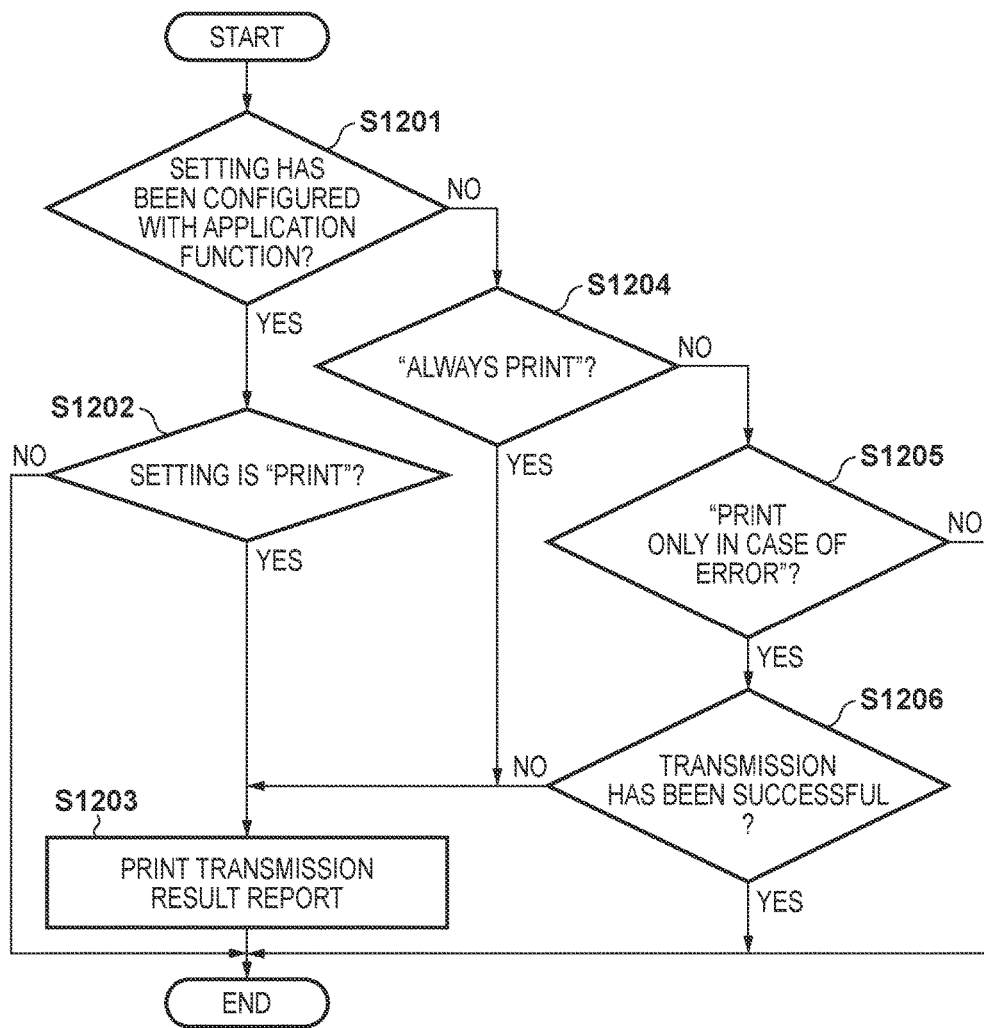 START
S1201
SETTING HAS
BEEN CONFIGURED
WITH APPLICATION
FUNCTION?
NO
YES
S1204
"ALWAYS PRINT"?
NO
YES
S1202
NO
SETTING IS "PRINT"?
YES
S1205
"PRINT
ONLY IN CASE OF
ERROR"?
NO
YES
S1206
TRANSMISSION
HAS BEEN SUCCESSFUL
?
NO
YES
S1203
PRINT TRANSMISSION
RESULT REPORT
END